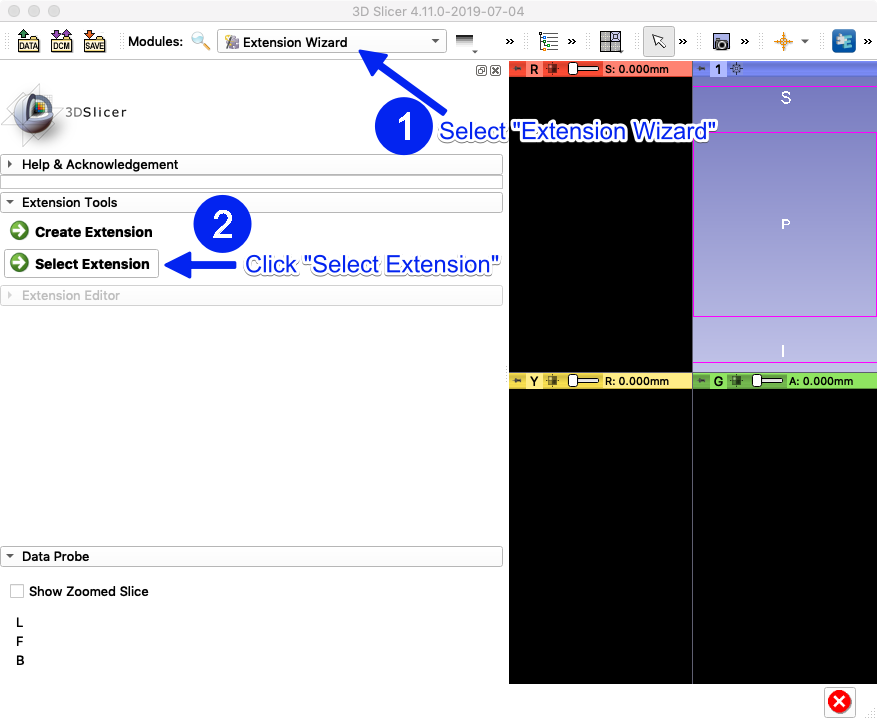 3D Slicer 4.11.0-2019-07-04
DATA DCM SAVE Modules: Extension Wizard
R S: 0.000mm 1
S
1 Select "Extension Wizard"
3DSlicer
Help & Acknowledgement
Extension Tools
2
P
Create Extension
Select Extension Click "Select Extension"
Extension Editor
I
Y R: 0.000mm G A: 0.000mm
Data Probe
Show Zoomed Slice
L
F
B